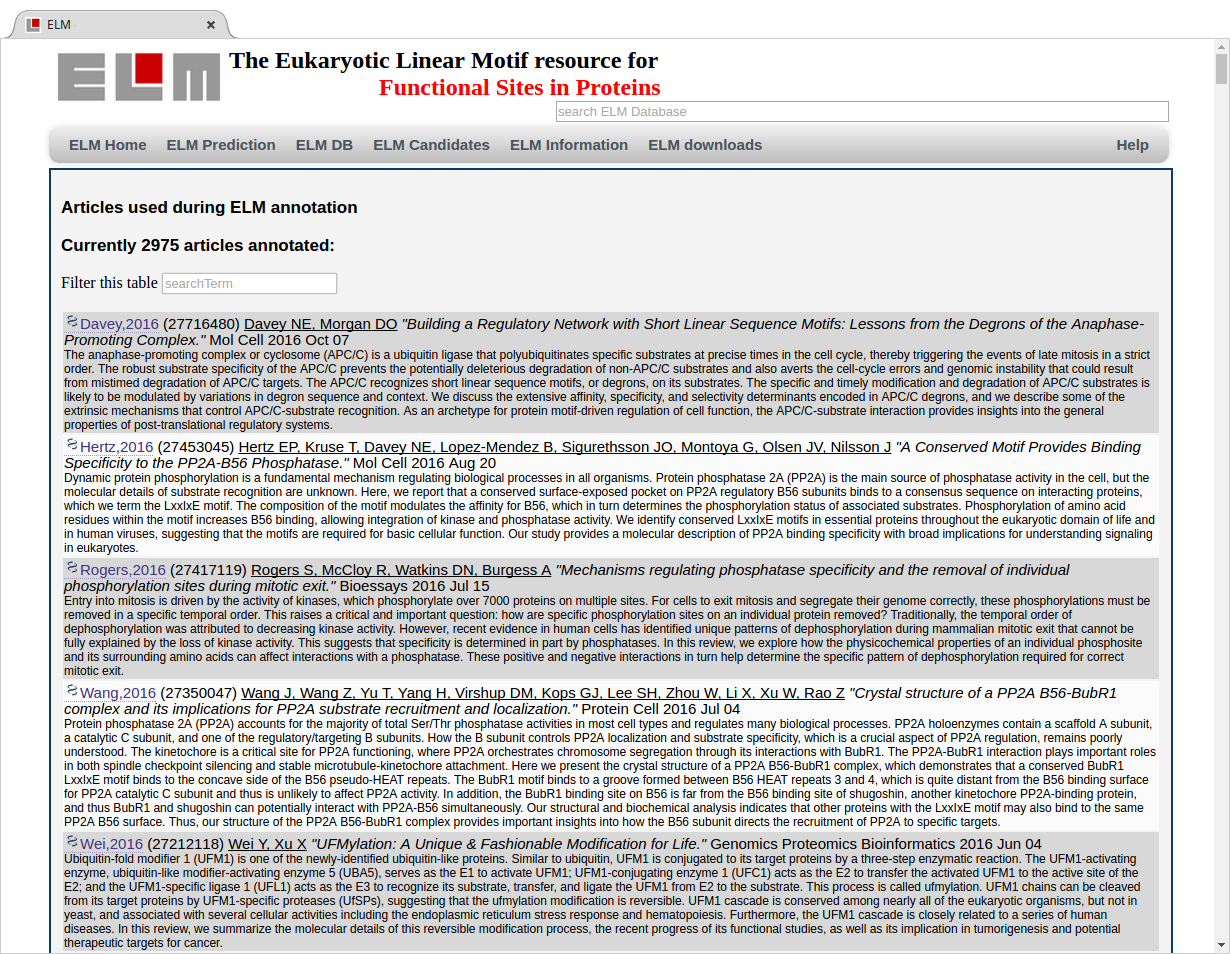 ELM
ELM
The Eukaryotic Linear Motif resource for
Functional Sites in Proteins
search ELM Database
ELM Home ELM Prediction ELM DB ELM Candidates ELM Information ELM downloads Help
Articles used during ELM annotation
Currently 2975 articles annotated:
Filter this table searchTerm
Davey,2016 (27716480) Davey NE, Morgan DO "Building a Regulatory Network with Short Linear Sequence Motifs: Lessons from the Degrons of the Anaphase-
Promoting Complex." Mol Cell 2016 Oct 07
The anaphase-promoting complex or cyclosome (APC/C) is a ubiquitin ligase that polyubiquitinates specific substrates at precise times in the cell cycle, thereby triggering the events of late mitosis in a strict
order. The robust substrate specificity of the APC/C prevents the potentially deleterious degradation of non-APC/C substrates and also averts the cell-cycle errors and genomic instability that could result
from mistimed degradation of APC/C targets. The APC/C recognizes short linear sequence motifs, or degrons, on its substrates. The specific and timely modification and degradation of APC/C substrates is
likely to be modulated by variations in degron sequence and context. We discuss the extensive affinity, specificity, and selectivity determinants encoded in APC/C degrons, and we describe some of the
extrinsic mechanisms that control APC/C-substrate recognition. As an archetype for protein motif-driven regulation of cell function, the APC/C-substrate interaction provides insights into the general
properties of post-translational regulatory systems.
Hertz,2016 (27453045) Hertz EP, Kruse T, Davey NE, Lopez-Mendez B, Sigurethsson JO, Montoya G, Olsen JV, Nilsson J "A Conserved Motif Provides Binding
Specificity to the PP2A-B56 Phosphatase." Mol Cell 2016 Aug 20
Dynamic protein phosphorylation is a fundamental mechanism regulating biological processes in all organisms. Protein phosphatase 2A (PP2A) is the main source of phosphatase activity in the cell, but the
molecular details of substrate recognition are unknown. Here, we report that a conserved surface-exposed pocket on PP2A regulatory B56 subunits binds to a consensus sequence on interacting proteins,
which we term the LxxIxE motif. The composition of the motif modulates the affinity for B56, which in turn determines the phosphorylation status of associated substrates. Phosphorylation of amino acid
residues within the motif increases B56 binding, allowing integration of kinase and phosphatase activity. We identify conserved LxxIxE motifs in essential proteins throughout the eukaryotic domain of life and
in human viruses, suggesting that the motifs are required for basic cellular function. Our study provides a molecular description of PP2A binding specificity with broad implications for understanding signaling
in eukaryotes.
Rogers,2016 (27417119) Rogers S, McCloy R, Watkins DN, Burgess A "Mechanisms regulating phosphatase specificity and the removal of individual
phosphorylation sites during mitotic exit." Bioessays 2016 Jul 15
Entry into mitosis is driven by the activity of kinases, which phosphorylate over 7000 proteins on multiple sites. For cells to exit mitosis and segregate their genome correctly, these phosphorylations must be
removed in a specific temporal order. This raises a critical and important question: how are specific phosphorylation sites on an individual protein removed? Traditionally, the temporal order of
dephosphorylation was attributed to decreasing kinase activity. However, recent evidence in human cells has identified unique patterns of dephosphorylation during mammalian mitotic exit that cannot be
fully explained by the loss of kinase activity. This suggests that specificity is determined in part by phosphatases. In this review, we explore how the physicochemical properties of an individual phosphosite
and its surrounding amino acids can affect interactions with a phosphatase. These positive and negative interactions in turn help determine the specific pattern of dephosphorylation required for correct
mitotic exit.
Wang,2016 (27350047) Wang J, Wang Z, Yu T, Yang H, Virshup DM, Kops GJ, Lee SH, Zhou W, Li X, Xu W, Rao Z "Crystal structure of a PP2A B56-BubR1
complex and its implications for PP2A substrate recruitment and localization." Protein Cell 2016 Jul 04
Protein phosphatase 2A (PP2A) accounts for the majority of total Ser/Thr phosphatase activities in most cell types and regulates many biological processes. PP2A holoenzymes contain a scaffold A subunit,
a catalytic C subunit, and one of the regulatory/targeting B subunits. How the B subunit controls PP2A localization and substrate specificity, which is a crucial aspect of PP2A regulation, remains poorly
understood. The kinetochore is a critical site for PP2A functioning, where PP2A orchestrates chromosome segregation through its interactions with BubR1. The PP2A-BubR1 interaction plays important roles
in both spindle checkpoint silencing and stable microtubule-kinetochore attachment. Here we present the crystal structure of a PP2A B56-BubR1 complex, which demonstrates that a conserved BubR1
LxxIxE motif binds to the concave side of the B56 pseudo-HEAT repeats. The BubR1 motif binds to a groove formed between B56 HEAT repeats 3 and 4, which is quite distant from the B56 binding surface
for PP2A catalytic C subunit and thus is unlikely to affect PP2A activity. In addition, the BubR1 binding site on B56 is far from the B56 binding site of shugoshin, another kinetochore PP2A-binding protein,
and thus BubR1 and shugoshin can potentially interact with PP2A-B56 simultaneously. Our structural and biochemical analysis indicates that other proteins with the LxxIxE motif may also bind to the same
PP2A B56 surface. Thus, our structure of the PP2A B56-BubR1 complex provides important insights into how the B56 subunit directs the recruitment of PP2A to specific targets.
Wei,2016 (27212118) Wei Y, Xu X "UFMylation: A Unique & Fashionable Modification for Life." Genomics Proteomics Bioinformatics 2016 Jun 04
Ubiquitin-fold modifier 1 (UFM1) is one of the newly-identified ubiquitin-like proteins. Similar to ubiquitin, UFM1 is conjugated to its target proteins by a three-step enzymatic reaction. The UFM1-activating
enzyme, ubiquitin-like modifier-activating enzyme 5 (UBA5), serves as the E1 to activate UFM1; UFM1-conjugating enzyme 1 (UFC1) acts as the E2 to transfer the activated UFM1 to the active site of the
E2; and the UFM1-specific ligase 1 (UFL1) acts as the E3 to recognize its substrate, transfer, and ligate the UFM1 from E2 to the substrate. This process is called ufmylation. UFM1 chains can be cleaved
from its target proteins by UFM1-specific proteases (UfSPs), suggesting that the ufmylation modification is reversible. UFM1 cascade is conserved among nearly all of the eukaryotic organisms, but not in
yeast, and associated with several cellular activities including the endoplasmic reticulum stress response and hematopoiesis. Furthermore, the UFM1 cascade is closely related to a series of human
diseases. In this review, we summarize the molecular details of this reversible modification process, the recent progress of its functional studies, as well as its implication in tumorigenesis and potential
therapeutic targets for cancer.